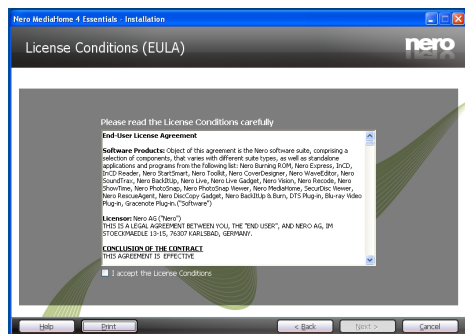 Nero MediaHome 4 Essentials - Installation
License Conditions (EULA)
nero
Please read the License Conditions carefully
End-User License Agreement
Software Products: Object of this agreement is the Nero software suite, comprising a
selection of components, that varies with different suite types, as well as standalone
applications and programs from the following list: Nero Burning ROM, Nero Express, InCD,
InCD Reader, Nero StartSmart, Nero Toolkit, Nero CoverDesigner, Nero WaveEditor, Nero
SoundTrax, Nero BackItUp, Nero Live, Nero Live Gadget, Nero Vision, Nero Recode, Nero
ShowTime, Nero PhotoSnap, Nero PhotoSnap Viewer, Nero MediaHome, SecurDisc Viewer,
Nero RescueAgent, Nero DiscCopy Gadget, Nero BackItUp & Burn, DTS Plug-in, Blu-ray Video
Plug-in, Gracenote Plug-in.("Software")
Licensor: Nero AG ("Nero")
THIS IS A LEGAL AGREEMENT BETWEEN YOU, THE "END USER", AND NERO AG, IM
STOECKMAEDLE 13-15, 76307 KARLSBAD, GERMANY.
CONCLUSION OF THE CONTRACT
THIS AGREEMENT IS EFFECTIVE
I accept the License Conditions
Help
Print
< Back
Next >
Cancel